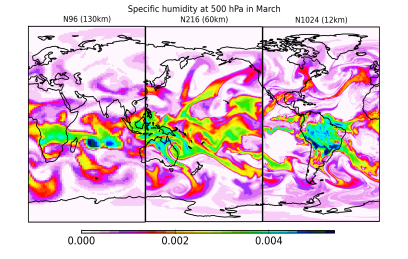 Specific humidity at 500 hPa in March
N96 (130km) N216 (60km) N1024 (12km)
0.000 0.002 0.004